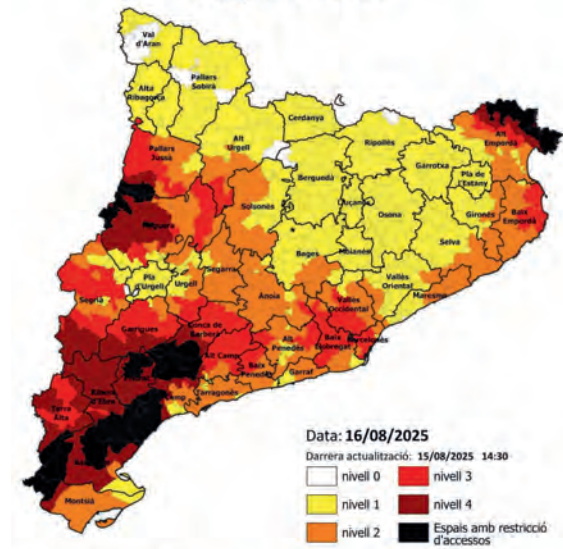 Val
d'Aran
Pallars
Sobirà
Alta
Ribagorça
Cerdanya
Alt
Urgell
Ripollès
Alt
Empordà
Pallars
Jussà
Garrotxa
Berguedà
Pla de
l'Estany
Solsonès
Osona
Gironès
Baix
Empordà
Noguera
Selva
Bages
Moianès
Segarra
Pla
d'Urgell
Urgell
Vallès
Oriental
Anoia
Maresme
Segrià
Vallès
Occidental
Garrigues
Conca de
Barberà
Alt
Penedès
Baix
Llobregat
Barcelonès
Alt Camp
Baix
Penedès
Garraf
Priorat
Camp
Tarragonès
Ribera
d'Ebre
Terra
Alta
Montsià
Data: 16/08/2025
Darrera actualització: 15/08/2025 14:30
nivell 0
nivell 3
nivell 1
nivell 4
nivell 2
Espais amb restricció
d'accessos